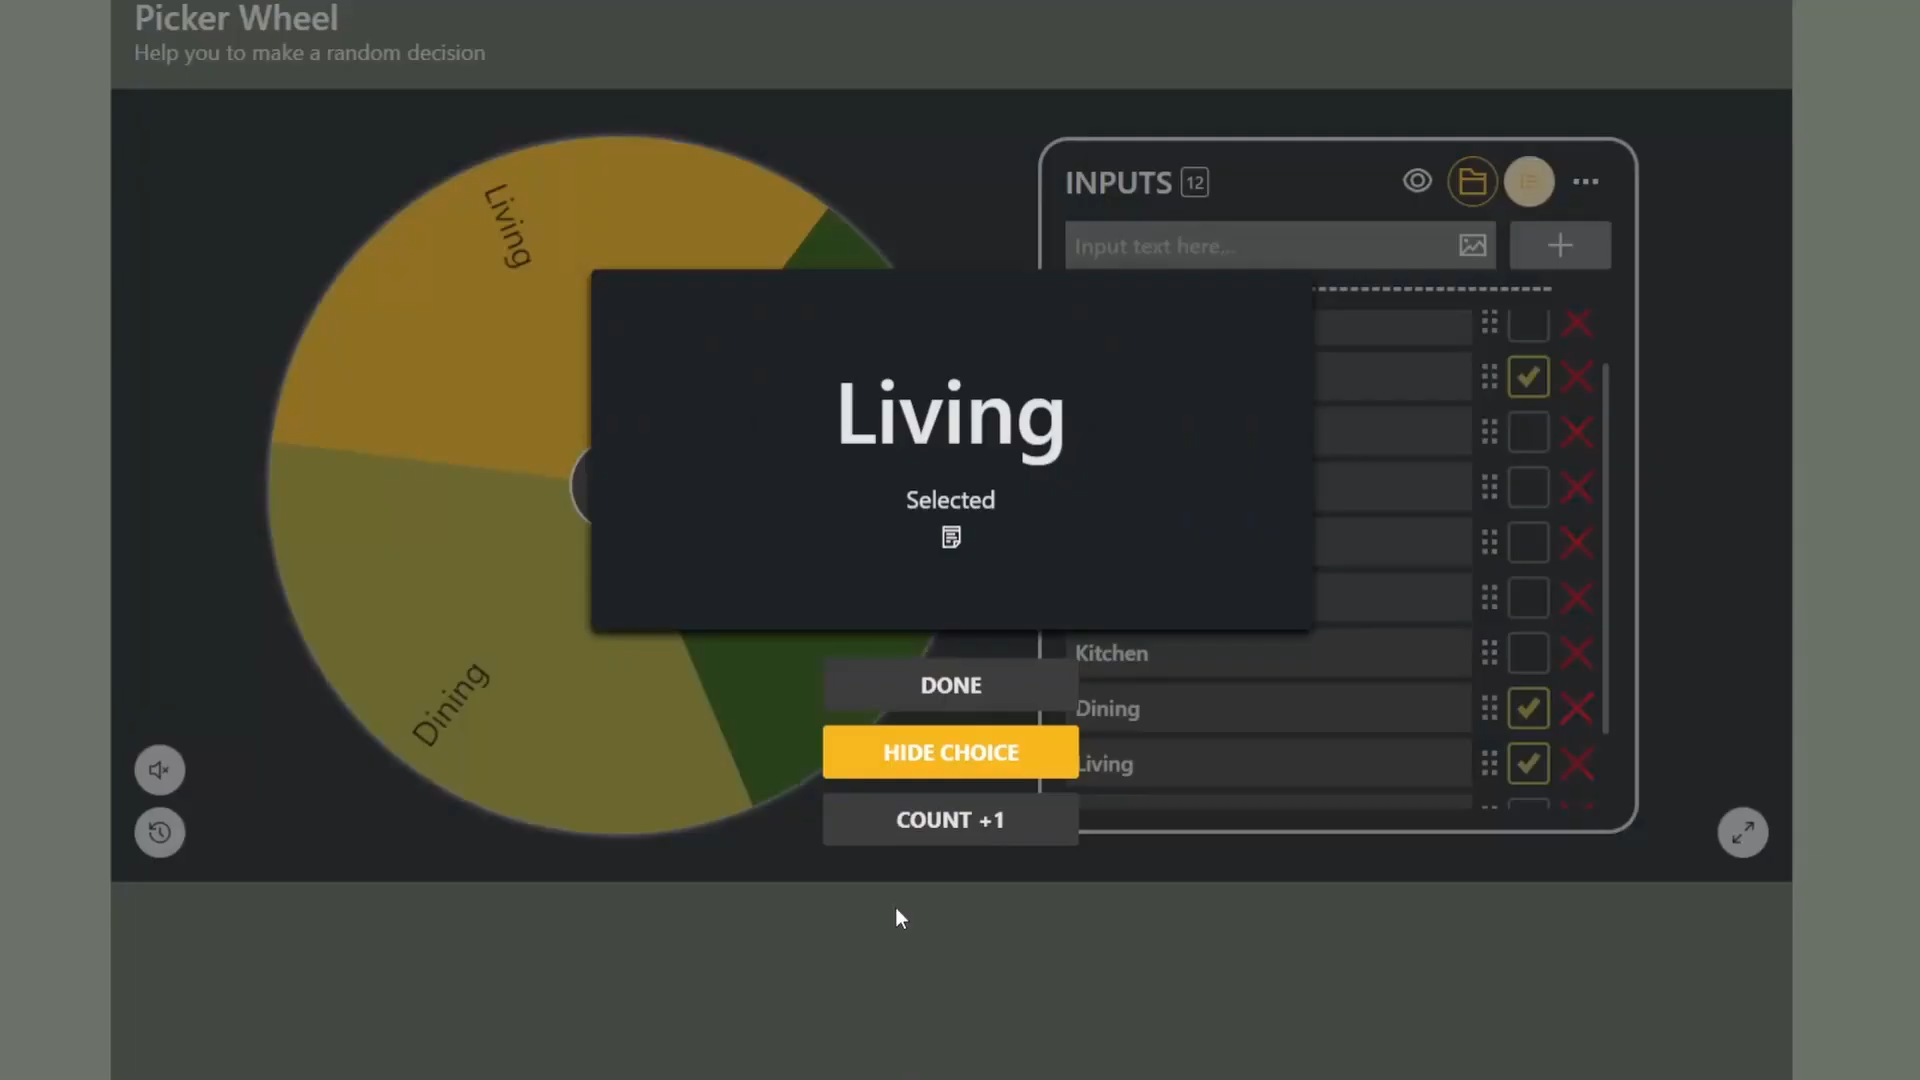 Picker Wheel
Help you to make a random decision
Living
Dining
INPUTS 12
Input text here...
Living
Selected
DONE
HIDE CHOICE
COUNT +1
Kitchen
Dining
Living